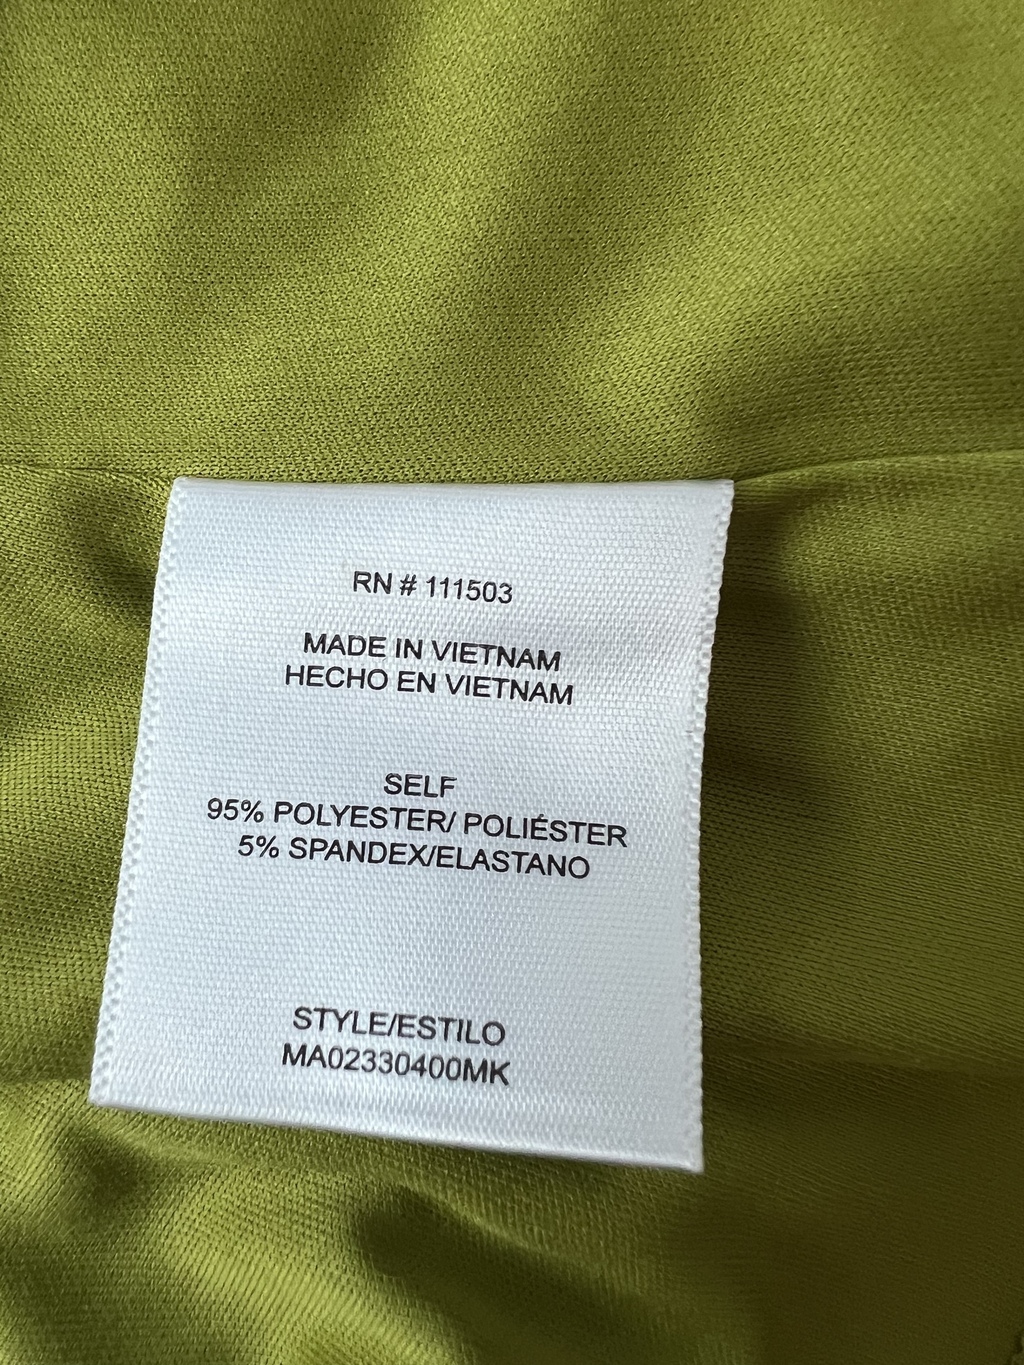 RN # 111503
MADE IN VIETNAM
HECHO EN VIETNAM
SELF
95% POLYESTER/ POLIÉSTER
5% SPANDEX/ELASTANO
STYLE/ESTILO
MA02330400MK